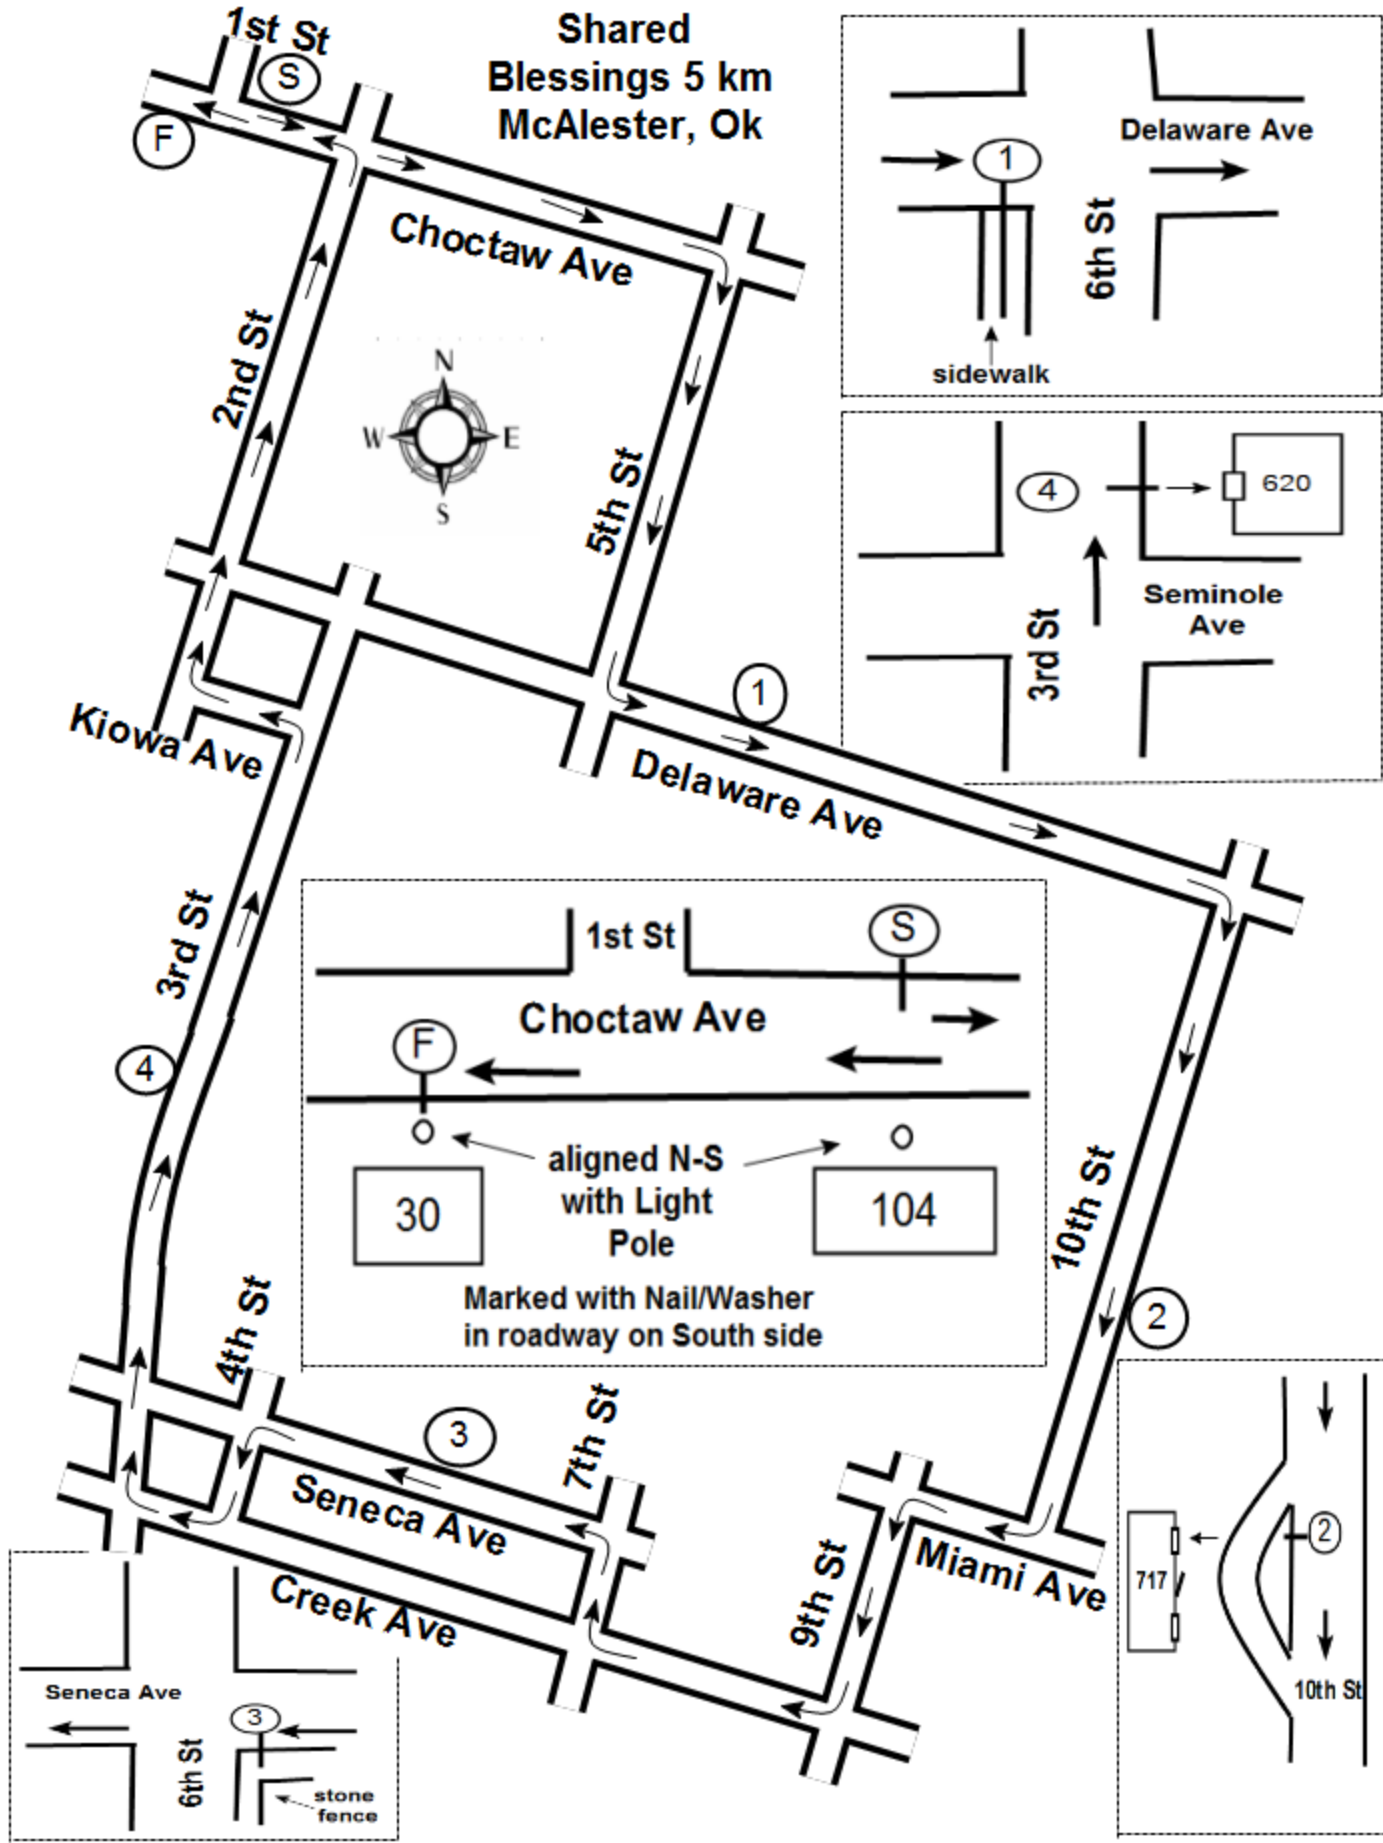 1st St
Shared
Blessings 5 km
McAlester, Ok
S
F
Choctaw Ave
2nd St
N
W E
S
5th St
Kiowa Ave
1
Delaware Ave
3rd St
4
10th St
2
4th St
3
7th St
Seneca Ave
Creek Ave
9th St
Miami Ave
Delaware Ave
1
6th St
sidewalk
4
620
Seminole
Ave
3rd St
1st St
S
Choctaw Ave
F
aligned N-S
with Light
Pole
30
104
Marked with Nail/Washer
in roadway on South side
2
717
10th St
Seneca Ave
3
6th St
stone
fence